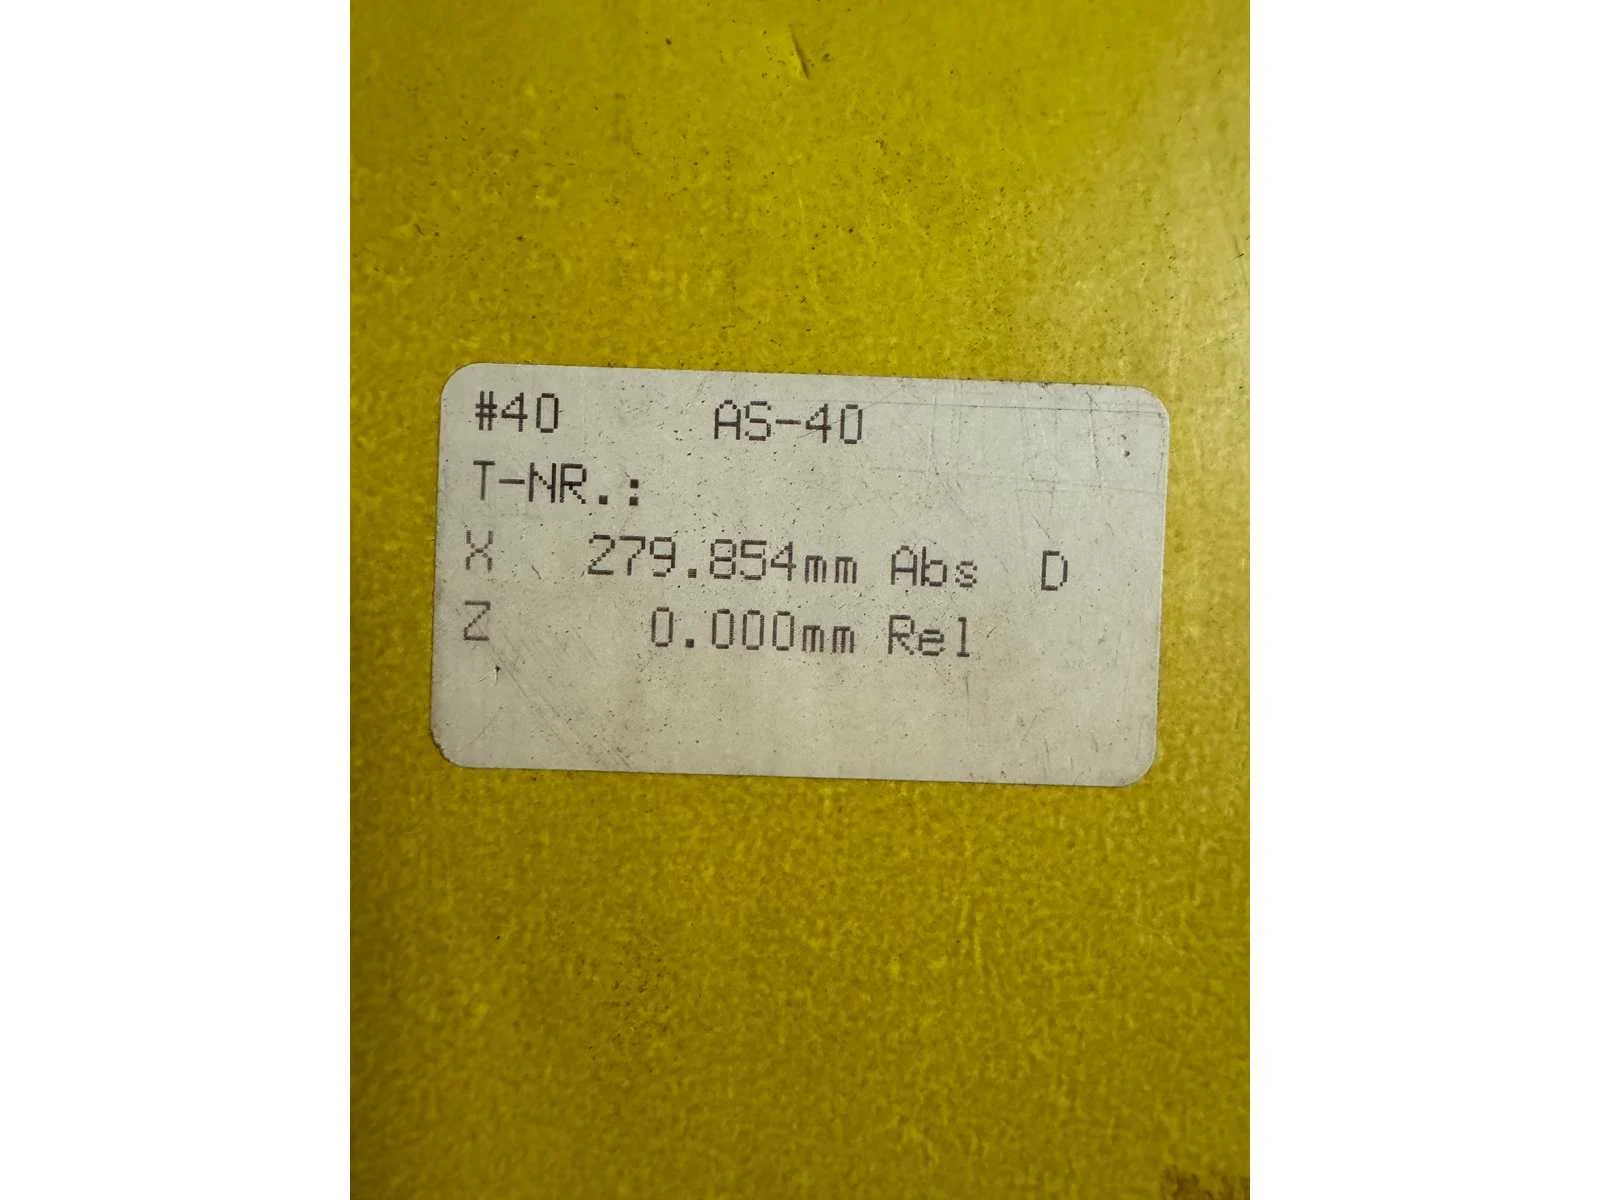 #40 AS-40
T-NR.:
X 279.854mm Abs D
Z 0.000mm Rel